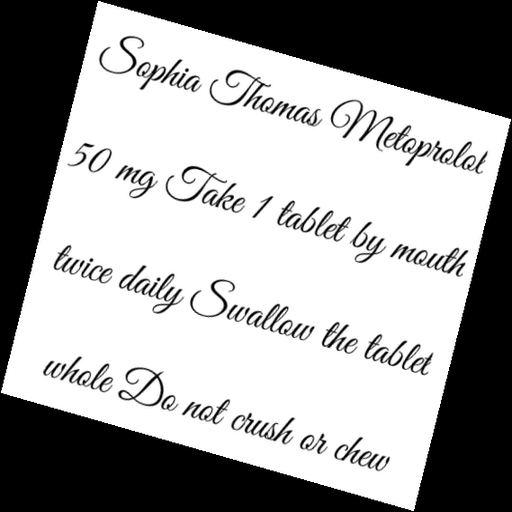 Sophia Thomas Metoprolol
50 mg Take 1 tablet by mouth
twice daily Swallow the tablet
whole Do not crush or chew